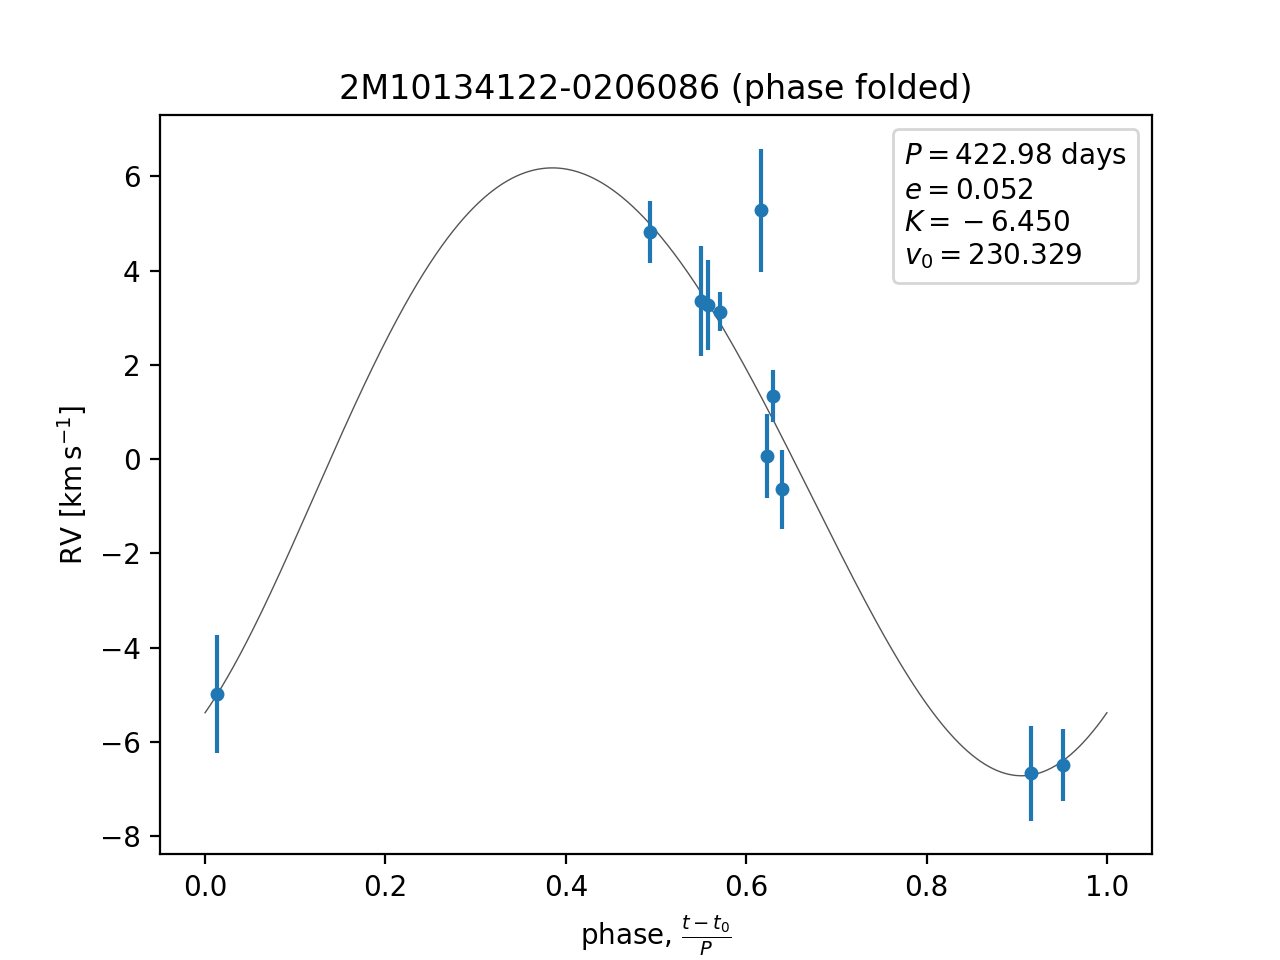 2M10134122-0206086 (phase folded)
P = 422.98 days
e = 0.052
K = −6.450
v₀ = 230.329
RV [km s⁻¹]
6
4
2
0
−2
−4
−6
−8
0.0 0.2 0.4 0.6 0.8 1.0
phase, (t − t₀)/P